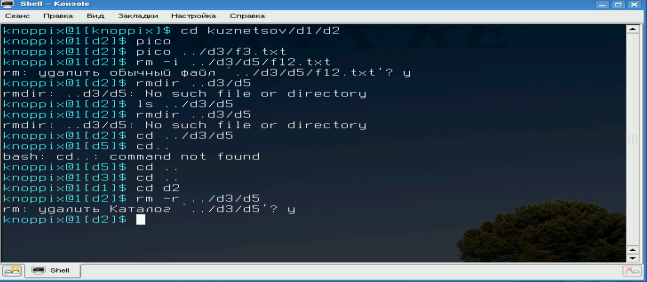 Shell - Konsole
Сеанс Правка Вид Закладки Настройка Справка
knoppix@1[knoppix]$ cd kuznetsov/d1/d2
knoppix@1[d2]$ pico
knoppix@1[d2]$ pico ../d3/f3.txt
knoppix@1[d2]$ rm -i ../d3/d5/f12.txt
rm: удалить обычный файл `../d3/d5/f12.txt'? y
knoppix@1[d2]$ rmdir ..d3/d5
rmdir: ..d3/d5: No such file or directory
knoppix@1[d2]$ ls ../d3/d5
knoppix@1[d2]$ rmdir ..d3/d5
rmdir: ..d3/d5: No such file or directory
knoppix@1[d2]$ cd ../d3/d5
knoppix@1[d5]$ cd..
bash: cd..: command not found
knoppix@1[d5]$ cd ..
knoppix@1[d3]$ cd ..
knoppix@1[d1]$ cd d2
knoppix@1[d2]$ rm -r ../d3/d5
rm: удалить Каталог `../d3/d5'? y
knoppix@1[d2]$
Shell